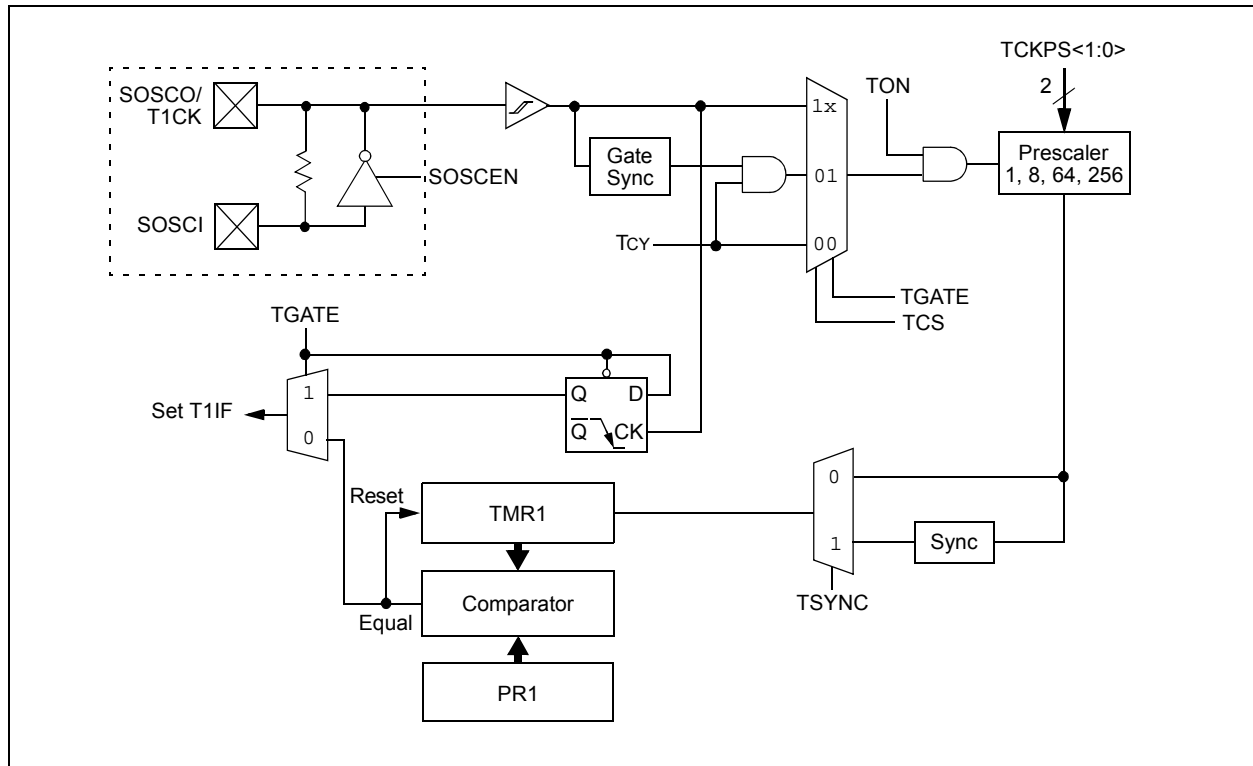 TCKPS<1:0>
2
SOSCO/
T1CK
TON
1x
Gate
Sync
Prescaler
1, 8, 64, 256
SOSCEN
01
SOSCI
TCY
00
TGATE
TCS
TGATE
1
Q
D
Set T1IF
0
Q
CK
Reset
TMR1
0
1
Sync
Comparator
TSYNC
Equal
PR1